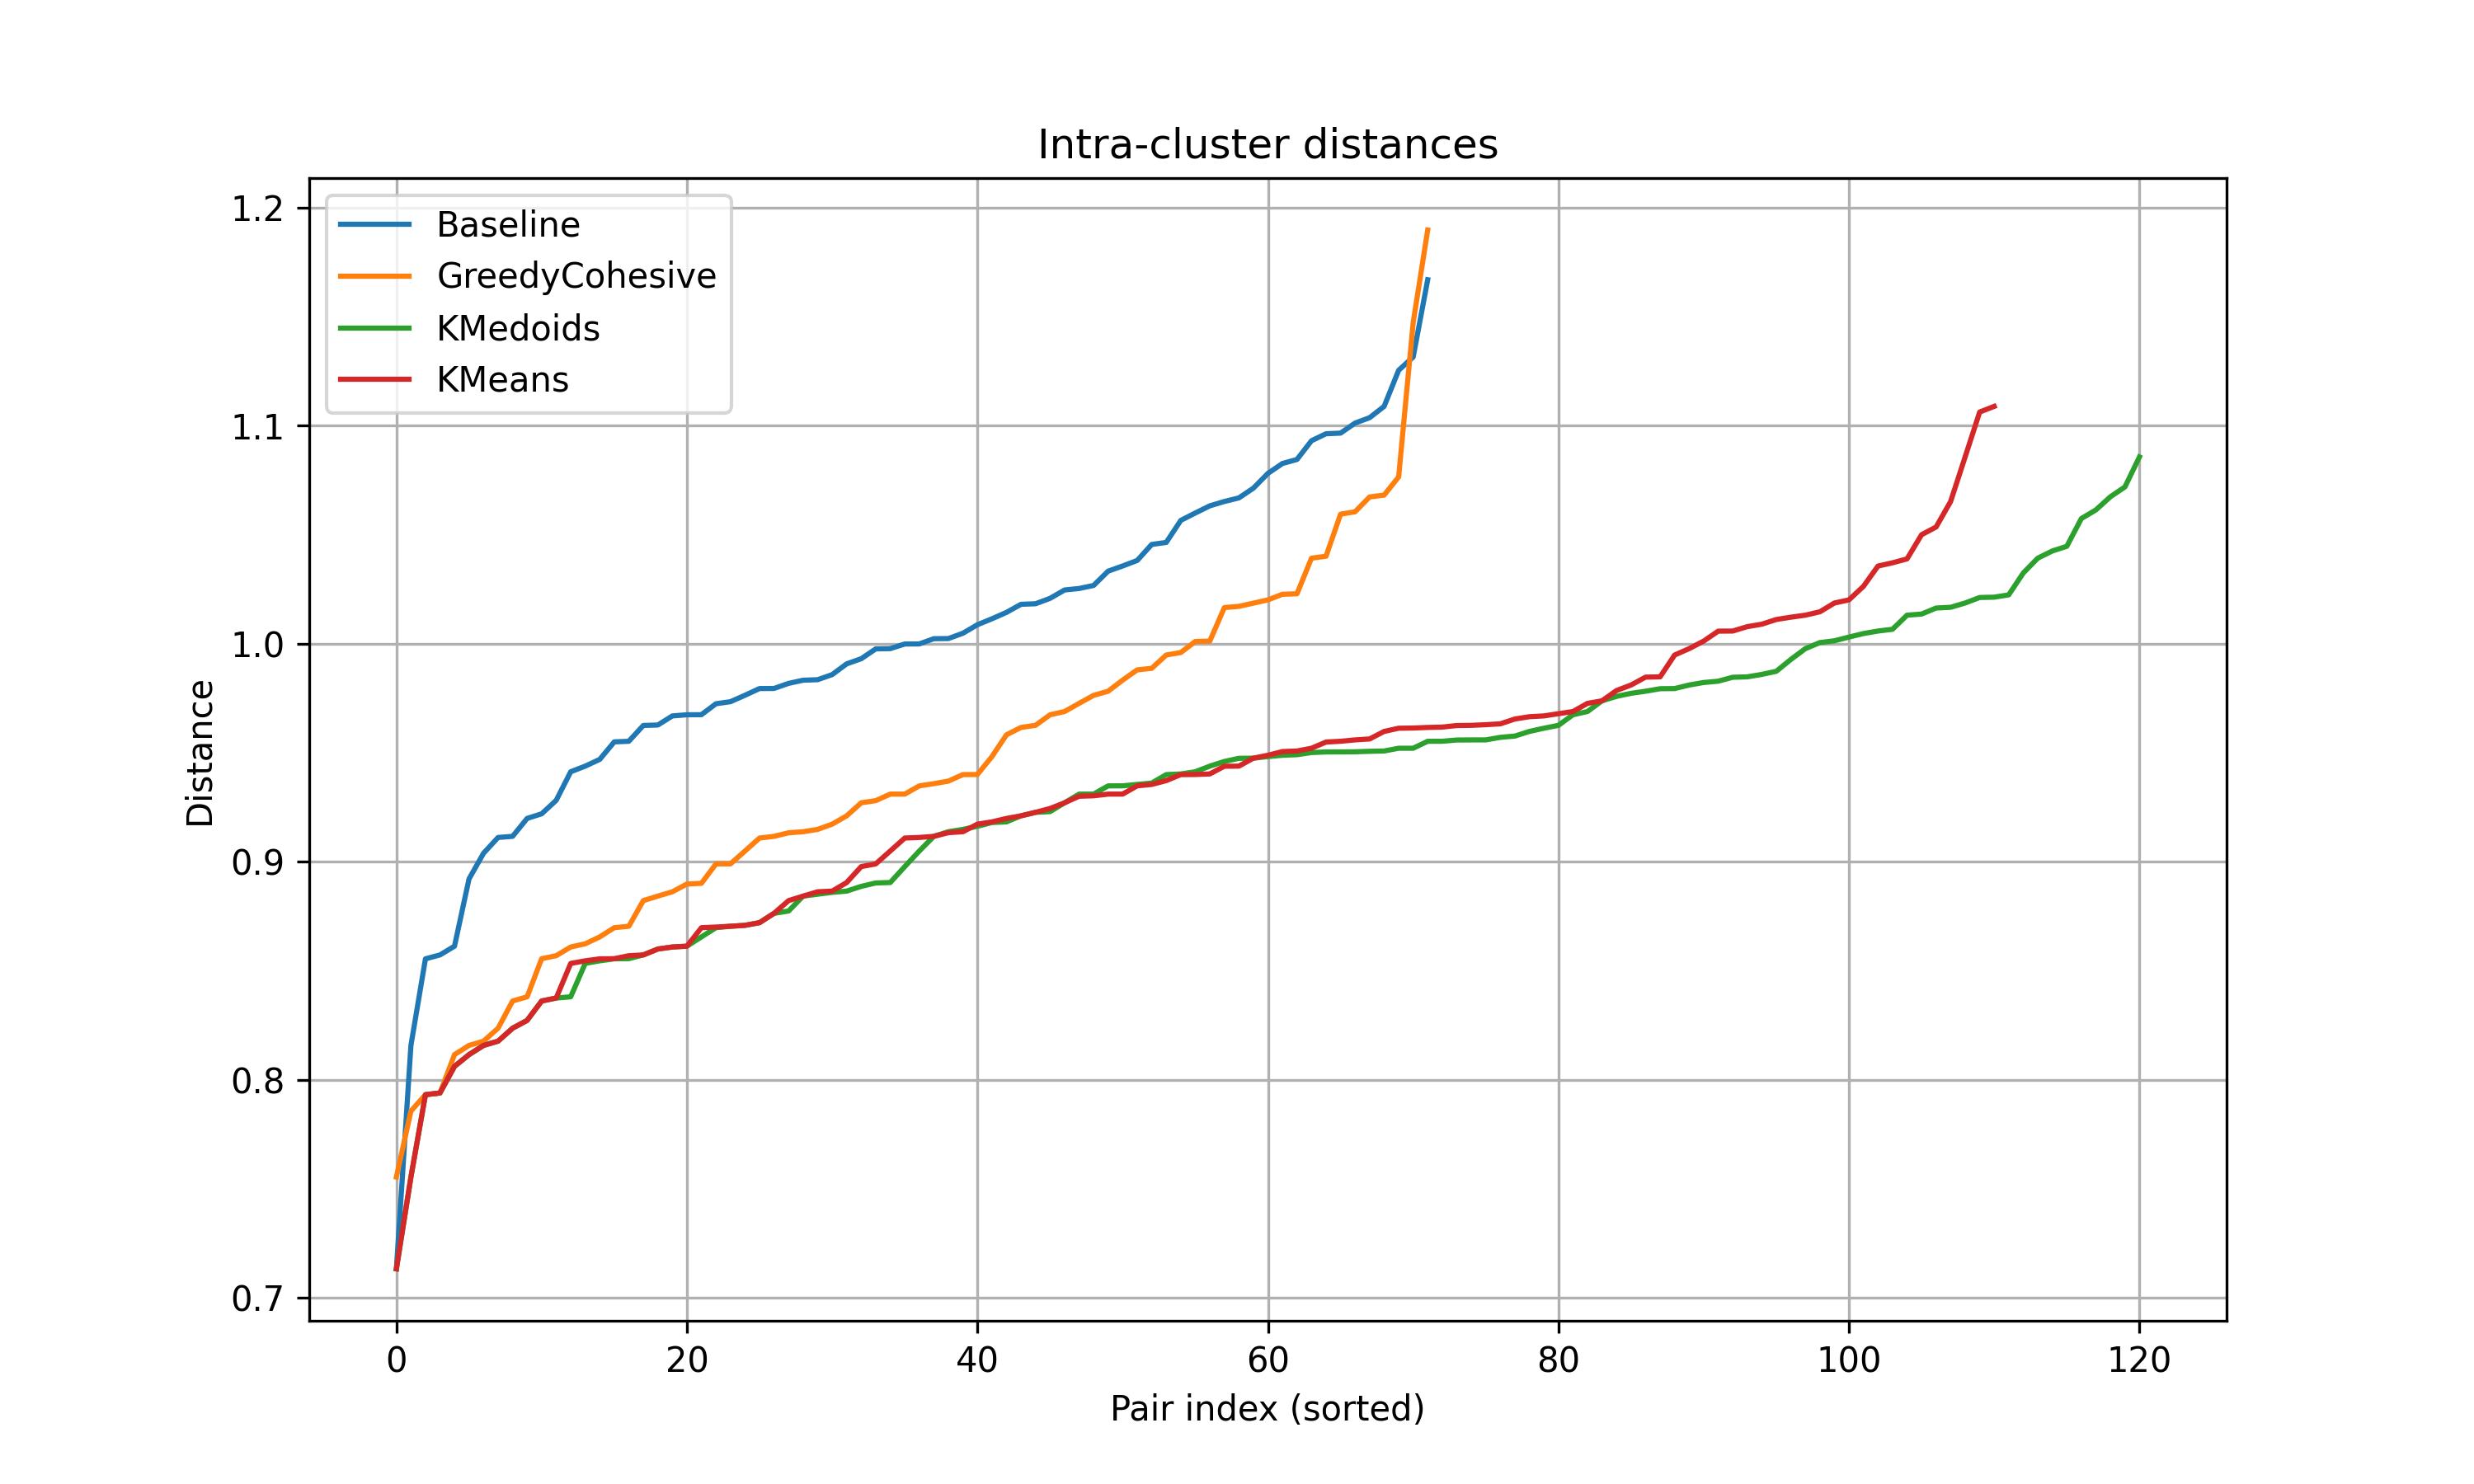 Intra-cluster distances
Baseline
GreedyCohesive
KMedoids
KMeans
1.2
1.1
1.0
0.9
0.8
0.7
Distance
0 20 40 60 80 100 120
Pair index (sorted)